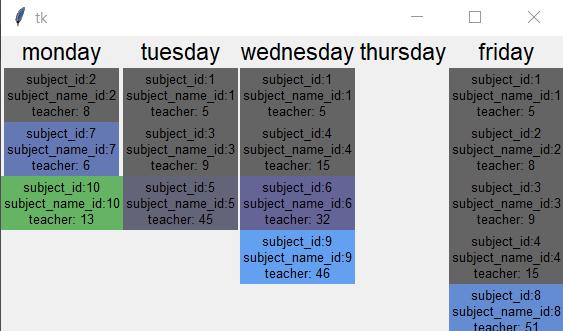 tk
monday tuesday wednesday thursday friday
subject_id:2
subject_name_id:2
teacher: 8
subject_id:7
subject_name_id:7
teacher: 6
subject_id:10
subject_name_id:10
teacher: 13
subject_id:1
subject_name_id:1
teacher: 5
subject_id:3
subject_name_id:3
teacher: 9
subject_id:5
subject_name_id:5
teacher: 45
subject_id:1
subject_name_id:1
teacher: 5
subject_id:4
subject_name_id:4
teacher: 15
subject_id:6
subject_name_id:6
teacher: 32
subject_id:9
subject_name_id:9
teacher: 46
subject_id:1
subject_name_id:1
teacher: 5
subject_id:2
subject_name_id:2
teacher: 8
subject_id:3
subject_name_id:3
teacher: 9
subject_id:4
subject_name_id:4
teacher: 15
subject_id:8
subject_name_id:8
teacher: 51